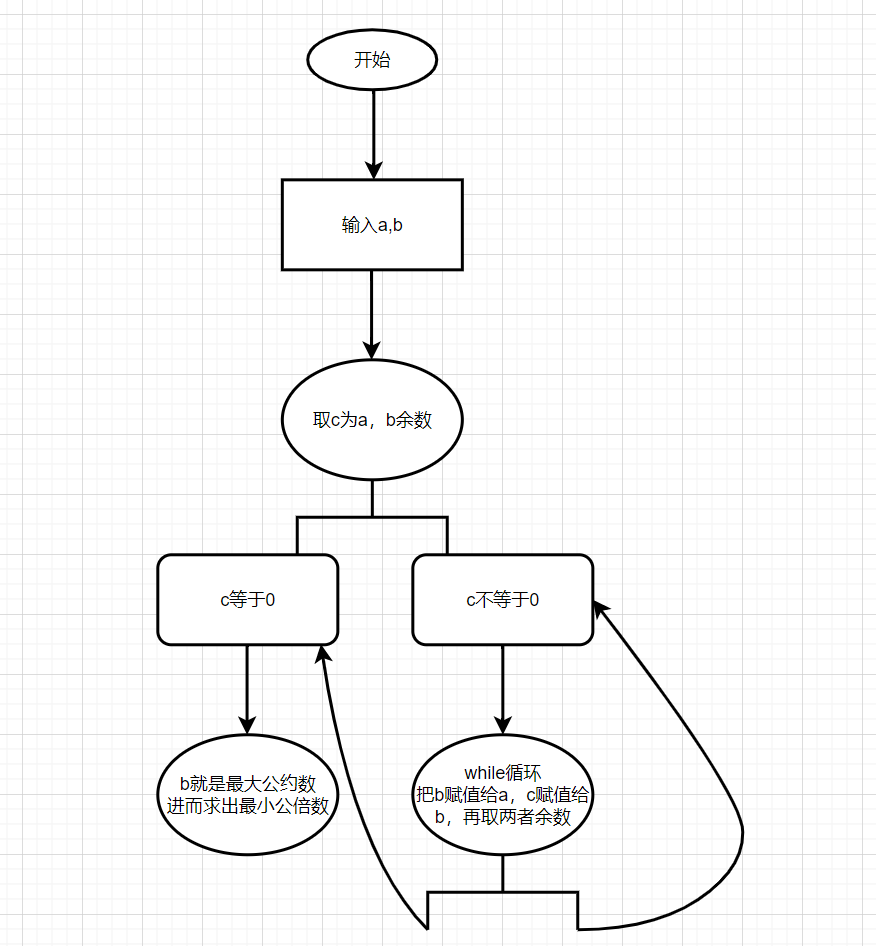 开始
输入a,b
取c为a，b余数
c等于0
c不等于0
b就是最大公约数
进而求出最小公倍数
while循环
把b赋值给a，c赋值给
b，再取两者余数